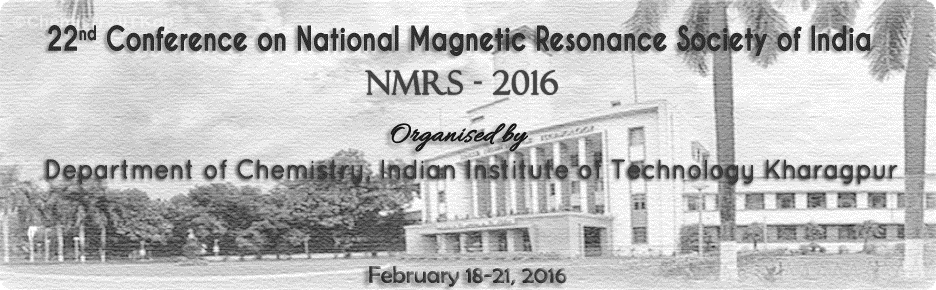 22nd Conference on National Magnetic Resonance Society of India
NMRS - 2016
Organised by
Department of Chemistry, Indian Institute of Technology Kharagpur
February 18-21, 2016